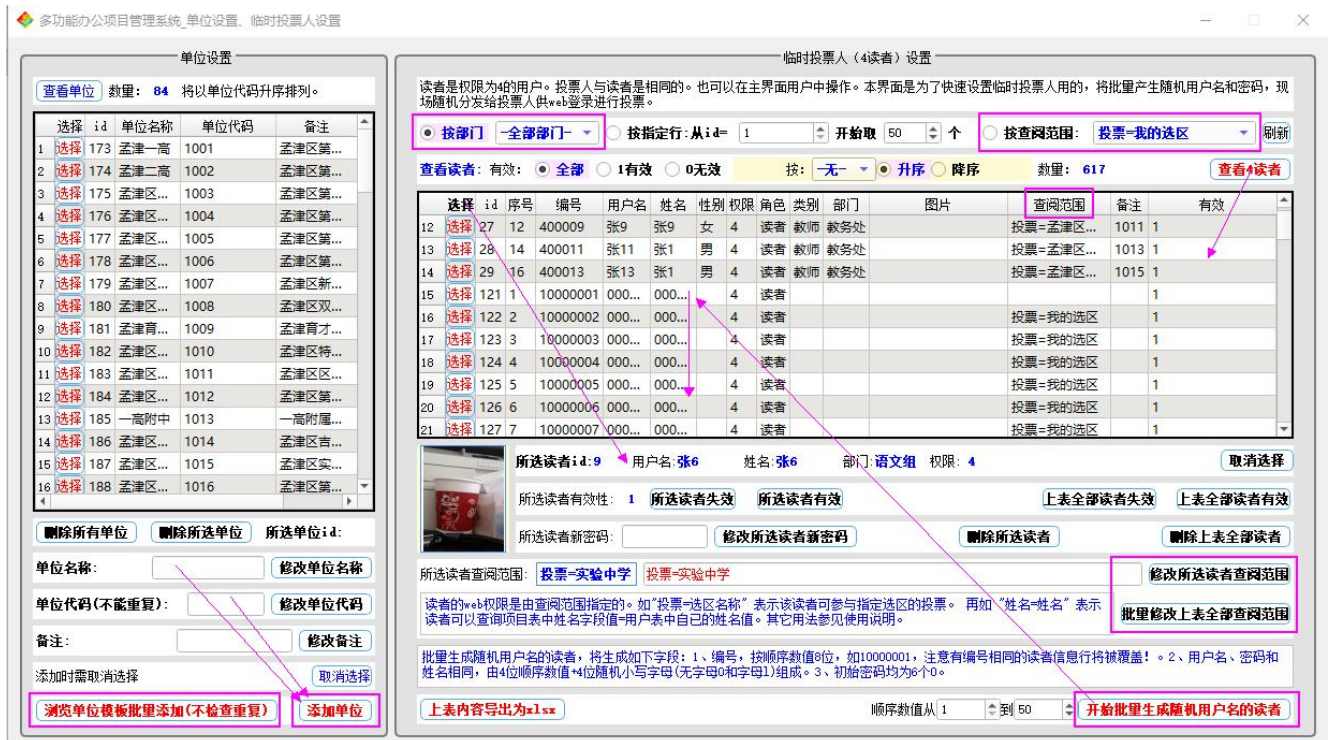 多功能办公项目管理系统_单位设置、临时投票人设置
单位设置
查看单位 数量: 84 将以单位代码升序排列。
选择 id 单位名称 单位代码 备注
1 选择 173 孟津一高 1001 孟津区第...
2 选择 174 孟津二高 1002 孟津区第...
3 选择 175 孟津区... 1003 孟津区第...
4 选择 176 孟津区... 1004 孟津区第...
5 选择 177 孟津区... 1005 孟津区第...
6 选择 178 孟津区... 1006 孟津区第...
7 选择 179 孟津区... 1007 孟津区新...
8 选择 180 孟津区... 1008 孟津区双...
9 选择 181 孟津育... 1009 孟津育才...
10 选择 182 孟津区... 1010 孟津区特...
11 选择 183 孟津区... 1011 孟津区区...
12 选择 184 孟津区... 1012 孟津区第...
13 选择 185 一高附中 1013 一高附属...
14 选择 186 孟津区... 1014 孟津区吉...
15 选择 187 孟津区... 1015 孟津区实...
16 选择 188 孟津区... 1016 孟津区第...
删除所有单位 删除所选单位 所选单位id:
单位名称: 修改单位名称
单位代码(不能重复): 修改单位代码
备注: 修改备注
添加时需取消选择 取消选择
浏览单位模板批量添加(不检查重复) 添加单位
临时投票人（4读者）设置
读者是权限为4的用户。投票人与读者是相同的。也可以在主界面用户中操作。本界面是为了快速设置临时投票人用的，将批量产生随机用户名和密码，现
场随机分发给投票人供web登录进行投票。
按部门 -全部部门- 按指定行:从id= 1 开始取 50 个 按查阅范围: 投票=我的选区 刷新
查看读者: 有效: 全部 1有效 0无效 按: -无- 升序 降序 数量: 617 查看4读者
选择 id 序号 编号 用户名 姓名 性别 权限 角色 类别 部门 图片 查阅范围 备注 有效
12 选择 27 12 400009 张9 张9 女 4 读者 教师 教务处 投票=孟津区... 1011 1
13 选择 28 14 400011 张11 张1 男 4 读者 教师 教务处 投票=孟津区... 1013 1
14 选择 29 16 400013 张13 张1 男 4 读者 教师 教务处 投票=孟津区... 1015 1
15 选择 121 1 10000001 000... 000... 4 读者 1
16 选择 122 2 10000002 000... 000... 4 读者 投票=我的选区 1
17 选择 123 3 10000003 000... 000... 4 读者 投票=我的选区 1
18 选择 124 4 10000004 000... 000... 4 读者 投票=我的选区 1
19 选择 125 5 10000005 000... 000... 4 读者 投票=我的选区 1
20 选择 126 6 10000006 000... 000... 4 读者 投票=我的选区 1
21 选择 127 7 10000007 000... 000... 4 读者 投票=我的选区 1
所选读者id:9 用户名:张6 姓名:张6 部门:语文组 权限: 4 取消选择
所选读者有效性: 1 所选读者失效 所选读者有效 上表全部读者失效 上表全部读者有效
所选读者新密码: 修改所选读者新密码 删除所选读者 删除上表全部读者
所选读者查阅范围: 投票=实验中学 投票=实验中学 修改所选读者查阅范围
读者的web权限是由查阅范围指定的。如"投票=选区名称" 表示该读者可参与指定选区的投票。 再如 "姓名=姓名" 表示
读者可以查询项目表中姓名字段值=用户表中自己的姓名值。其它用法参见使用说明。
批量修改上表全部查阅范围
批量生成随机用户名的读者，将生成如下字段: 1、编号，按顺序数值8位，如10000001，注意有编号相同的读者信息行将被覆盖! 。2、用户名、密码和
姓名相同，由4位顺序数值+4位随机小写字母(无字母o和字母l)组成。3、初始密码均为6个0。
上表内容导出为xlsx 顺序数值从 1 到 50 开始批量生成随机用户名的读者